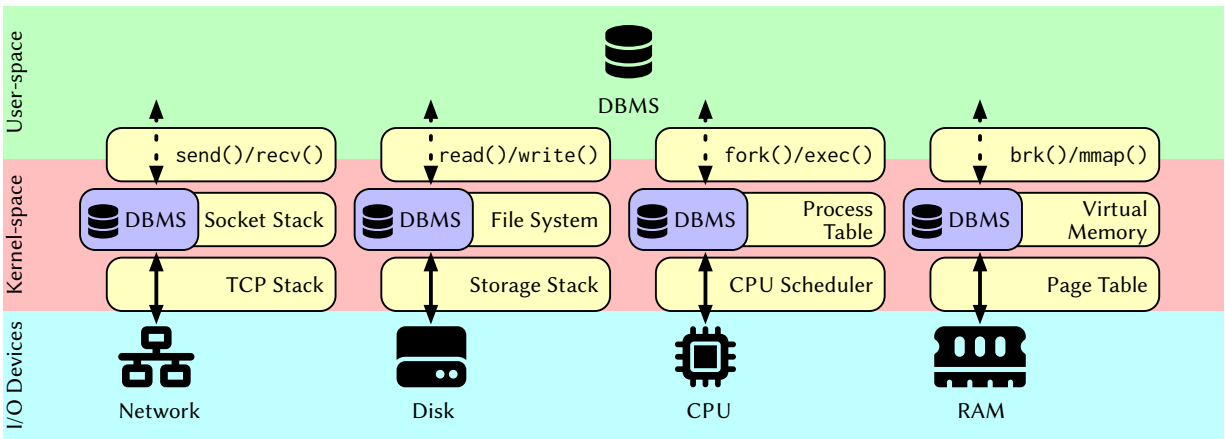 User-space
DBMS
send()/recv()
read()/write()
fork()/exec()
brk()/mmap()
Kernel-space
DBMS
Socket Stack
DBMS
File System
DBMS
Process
Table
DBMS
Virtual
Memory
TCP Stack
Storage Stack
CPU Scheduler
Page Table
I/O Devices
Network
Disk
CPU
RAM